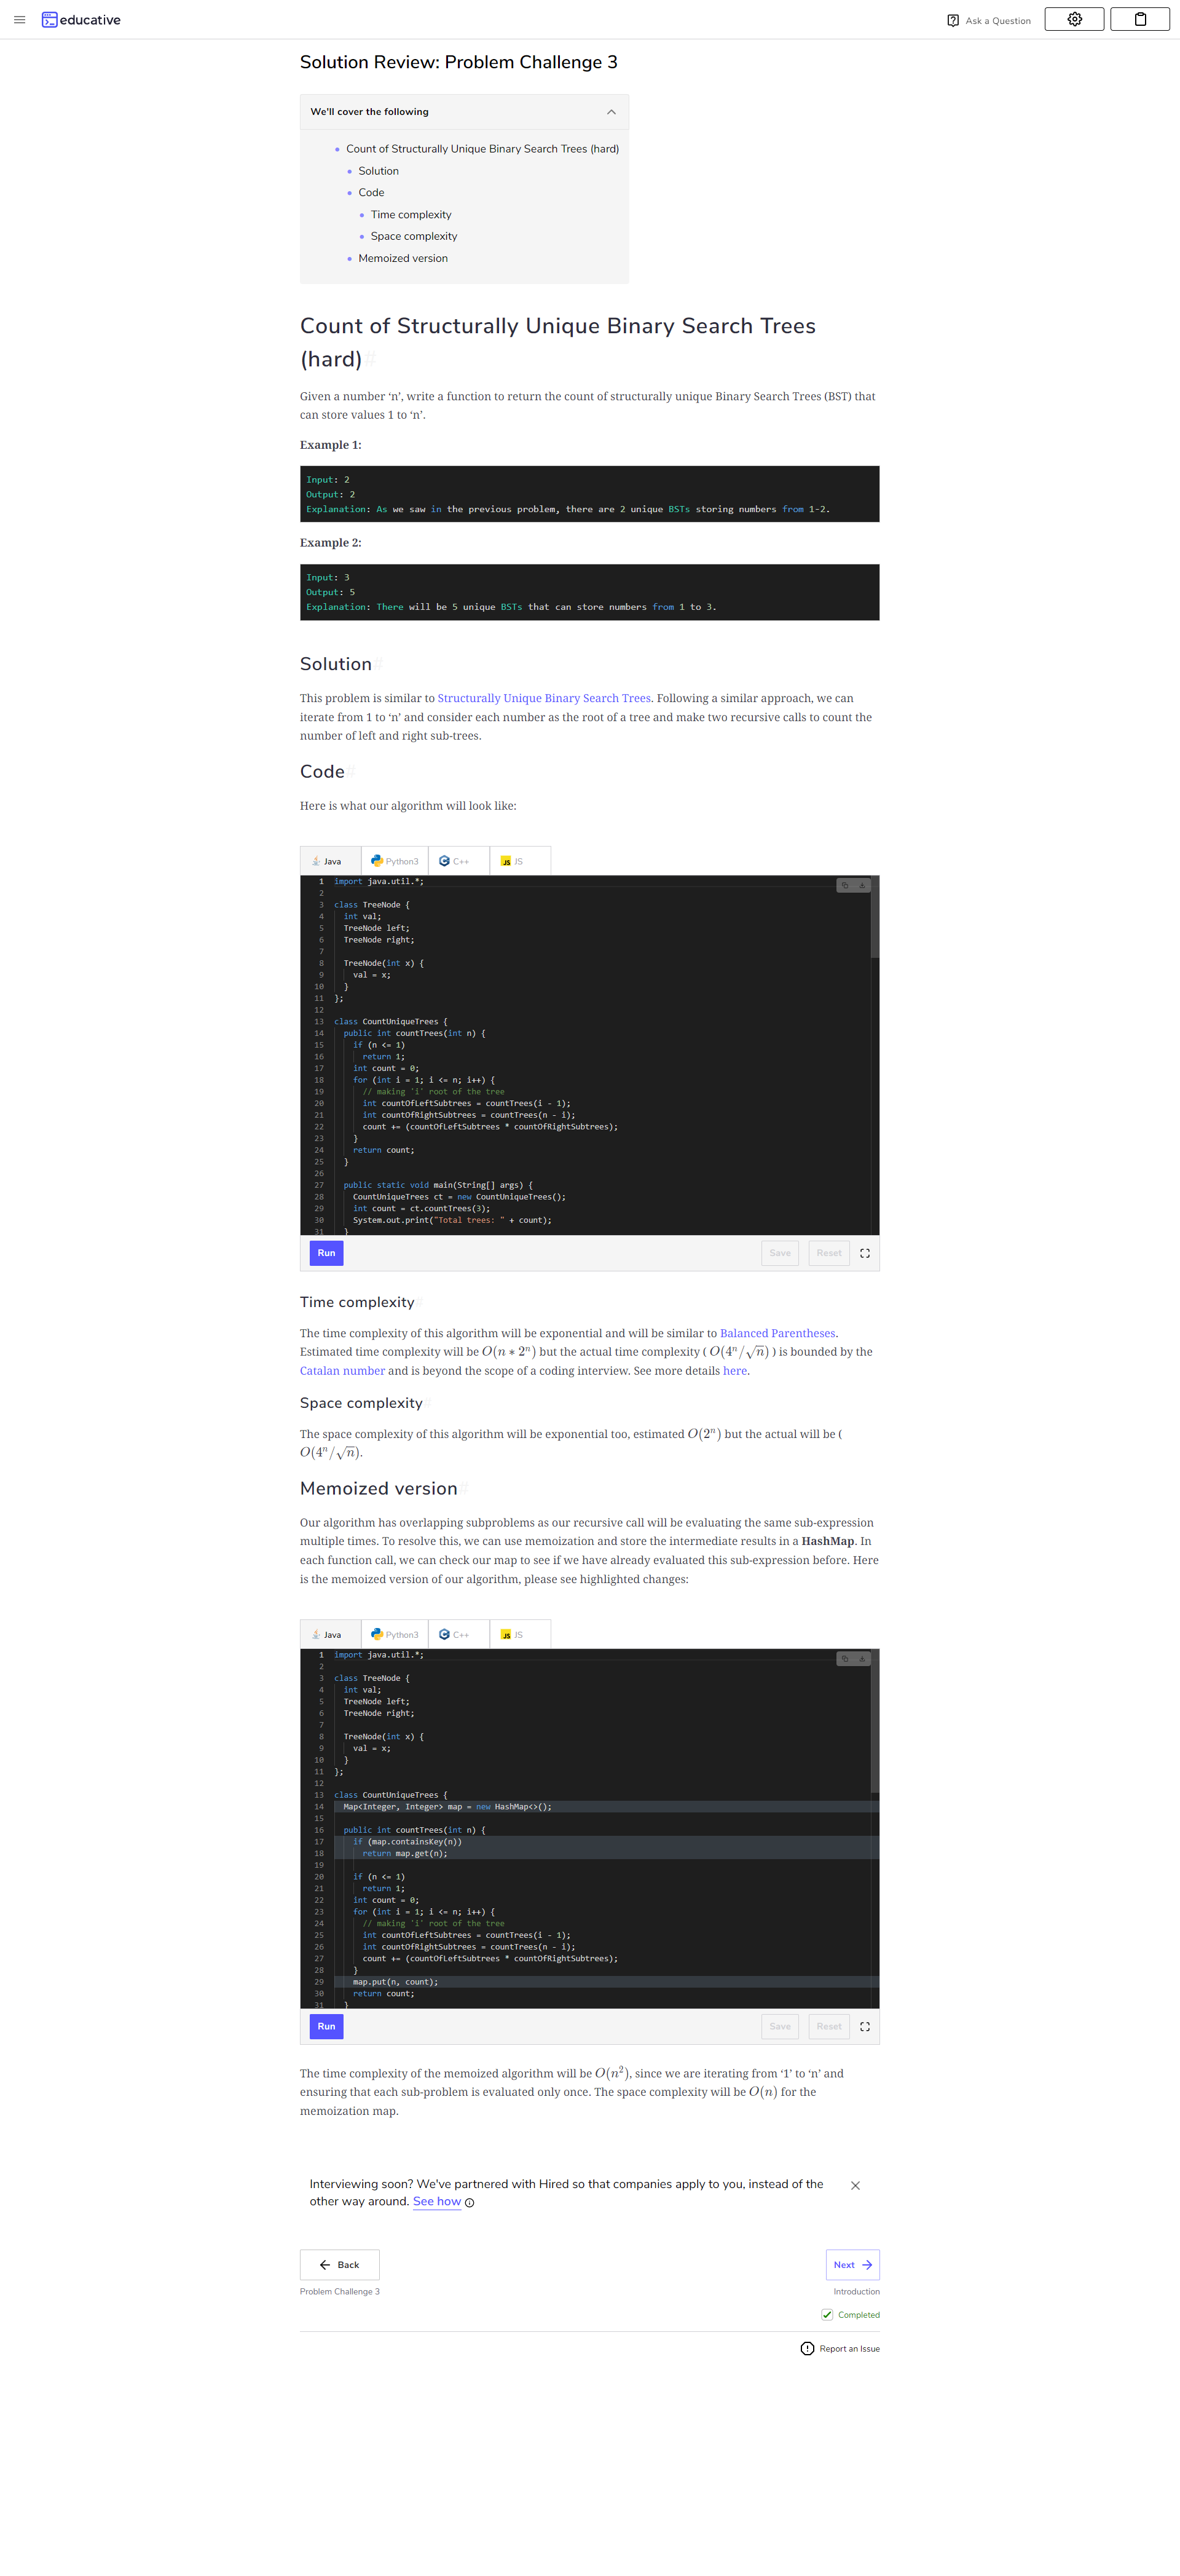 educative
Ask a Question
Solution Review: Problem Challenge 3
We'll cover the following
Count of Structurally Unique Binary Search Trees (hard)
Solution
Code
Time complexity
Space complexity
Memoized version
Count of Structurally Unique Binary Search Trees
(hard)#
Given a number ‘n’, write a function to return the count of structurally unique Binary Search Trees (BST) that
can store values 1 to ‘n’.
Example 1:
Input: 2
Output: 2
Explanation: As we saw in the previous problem, there are 2 unique BSTs storing numbers from 1-2.
Example 2:
Input: 3
Output: 5
Explanation: There will be 5 unique BSTs that can store numbers from 1 to 3.
Solution#
This problem is similar to Structurally Unique Binary Search Trees. Following a similar approach, we can
iterate from 1 to ‘n’ and consider each number as the root of a tree and make two recursive calls to count the
number of left and right sub-trees.
Code#
Here is what our algorithm will look like:
Java Python3 C++ JS
1 import java.util.*;
2
3 class TreeNode {
4 int val;
5 TreeNode left;
6 TreeNode right;
7
8 TreeNode(int x) {
9 val = x;
10 }
11 };
12
13 class CountUniqueTrees {
14 public int countTrees(int n) {
15 if (n <= 1)
16 return 1;
17 int count = 0;
18 for (int i = 1; i <= n; i++) {
19 // making 'i' root of the tree
20 int countOfLeftSubtrees = countTrees(i - 1);
21 int countOfRightSubtrees = countTrees(n - i);
22 count += (countOfLeftSubtrees * countOfRightSubtrees);
23 }
24 return count;
25 }
26
27 public static void main(String[] args) {
28 CountUniqueTrees ct = new CountUniqueTrees();
29 int count = ct.countTrees(3);
30 System.out.print("Total trees: " + count);
31 }
Run Save Reset
Time complexity#
The time complexity of this algorithm will be exponential and will be similar to Balanced Parentheses.
Estimated time complexity will be O(n * 2ⁿ) but the actual time complexity ( O(4ⁿ/√n) ) is bounded by the
Catalan number and is beyond the scope of a coding interview. See more details here.
Space complexity#
The space complexity of this algorithm will be exponential too, estimated O(2ⁿ) but the actual will be (
O(4ⁿ/√n).
Memoized version#
Our algorithm has overlapping subproblems as our recursive call will be evaluating the same sub-expression
multiple times. To resolve this, we can use memoization and store the intermediate results in a HashMap. In
each function call, we can check our map to see if we have already evaluated this sub-expression before. Here
is the memoized version of our algorithm, please see highlighted changes:
Java Python3 C++ JS
1 import java.util.*;
2
3 class TreeNode {
4 int val;
5 TreeNode left;
6 TreeNode right;
7
8 TreeNode(int x) {
9 val = x;
10 }
11 };
12
13 class CountUniqueTrees {
14 Map<Integer, Integer> map = new HashMap<>();
15
16 public int countTrees(int n) {
17 if (map.containsKey(n))
18 return map.get(n);
19
20 if (n <= 1)
21 return 1;
22 int count = 0;
23 for (int i = 1; i <= n; i++) {
24 // making 'i' root of the tree
25 int countOfLeftSubtrees = countTrees(i - 1);
26 int countOfRightSubtrees = countTrees(n - i);
27 count += (countOfLeftSubtrees * countOfRightSubtrees);
28 }
29 map.put(n, count);
30 return count;
31 }
Run Save Reset
The time complexity of the memoized algorithm will be O(n²), since we are iterating from ‘1’ to ‘n’ and
ensuring that each sub-problem is evaluated only once. The space complexity will be O(n) for the
memoization map.
Interviewing soon? We've partnered with Hired so that companies apply to you, instead of the
other way around. See how
Back Next
Problem Challenge 3 Introduction
Completed
Report an Issue